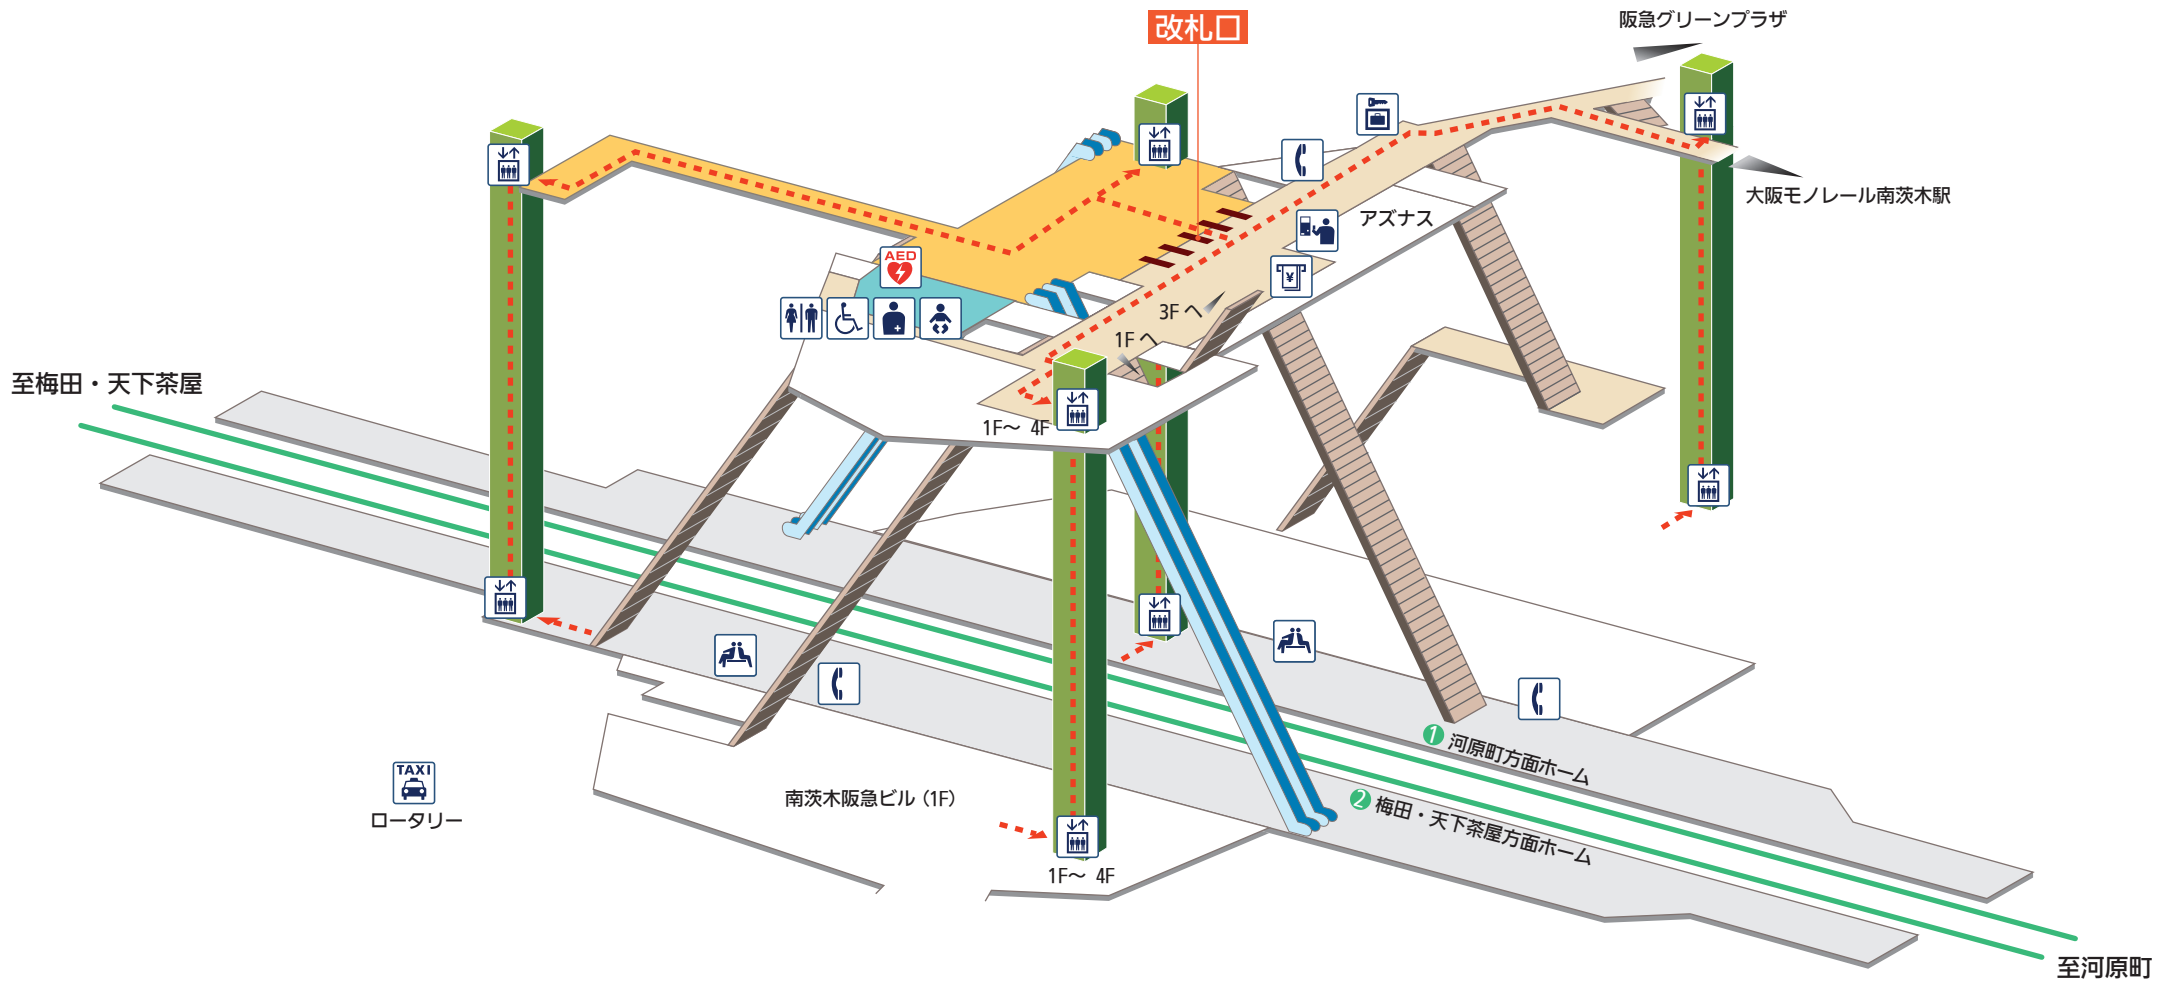 阪急グリーンプラザ
改札口
大阪モノレール南茨木駅
アズナス
AED
¥
3Fへ
1Fへ
至梅田・天下茶屋
1F〜 4F
1 河原町方面ホーム
2 梅田・天下茶屋方面ホーム
TAXI
ロータリー
南茨木阪急ビル（1F）
1F〜 4F
至河原町